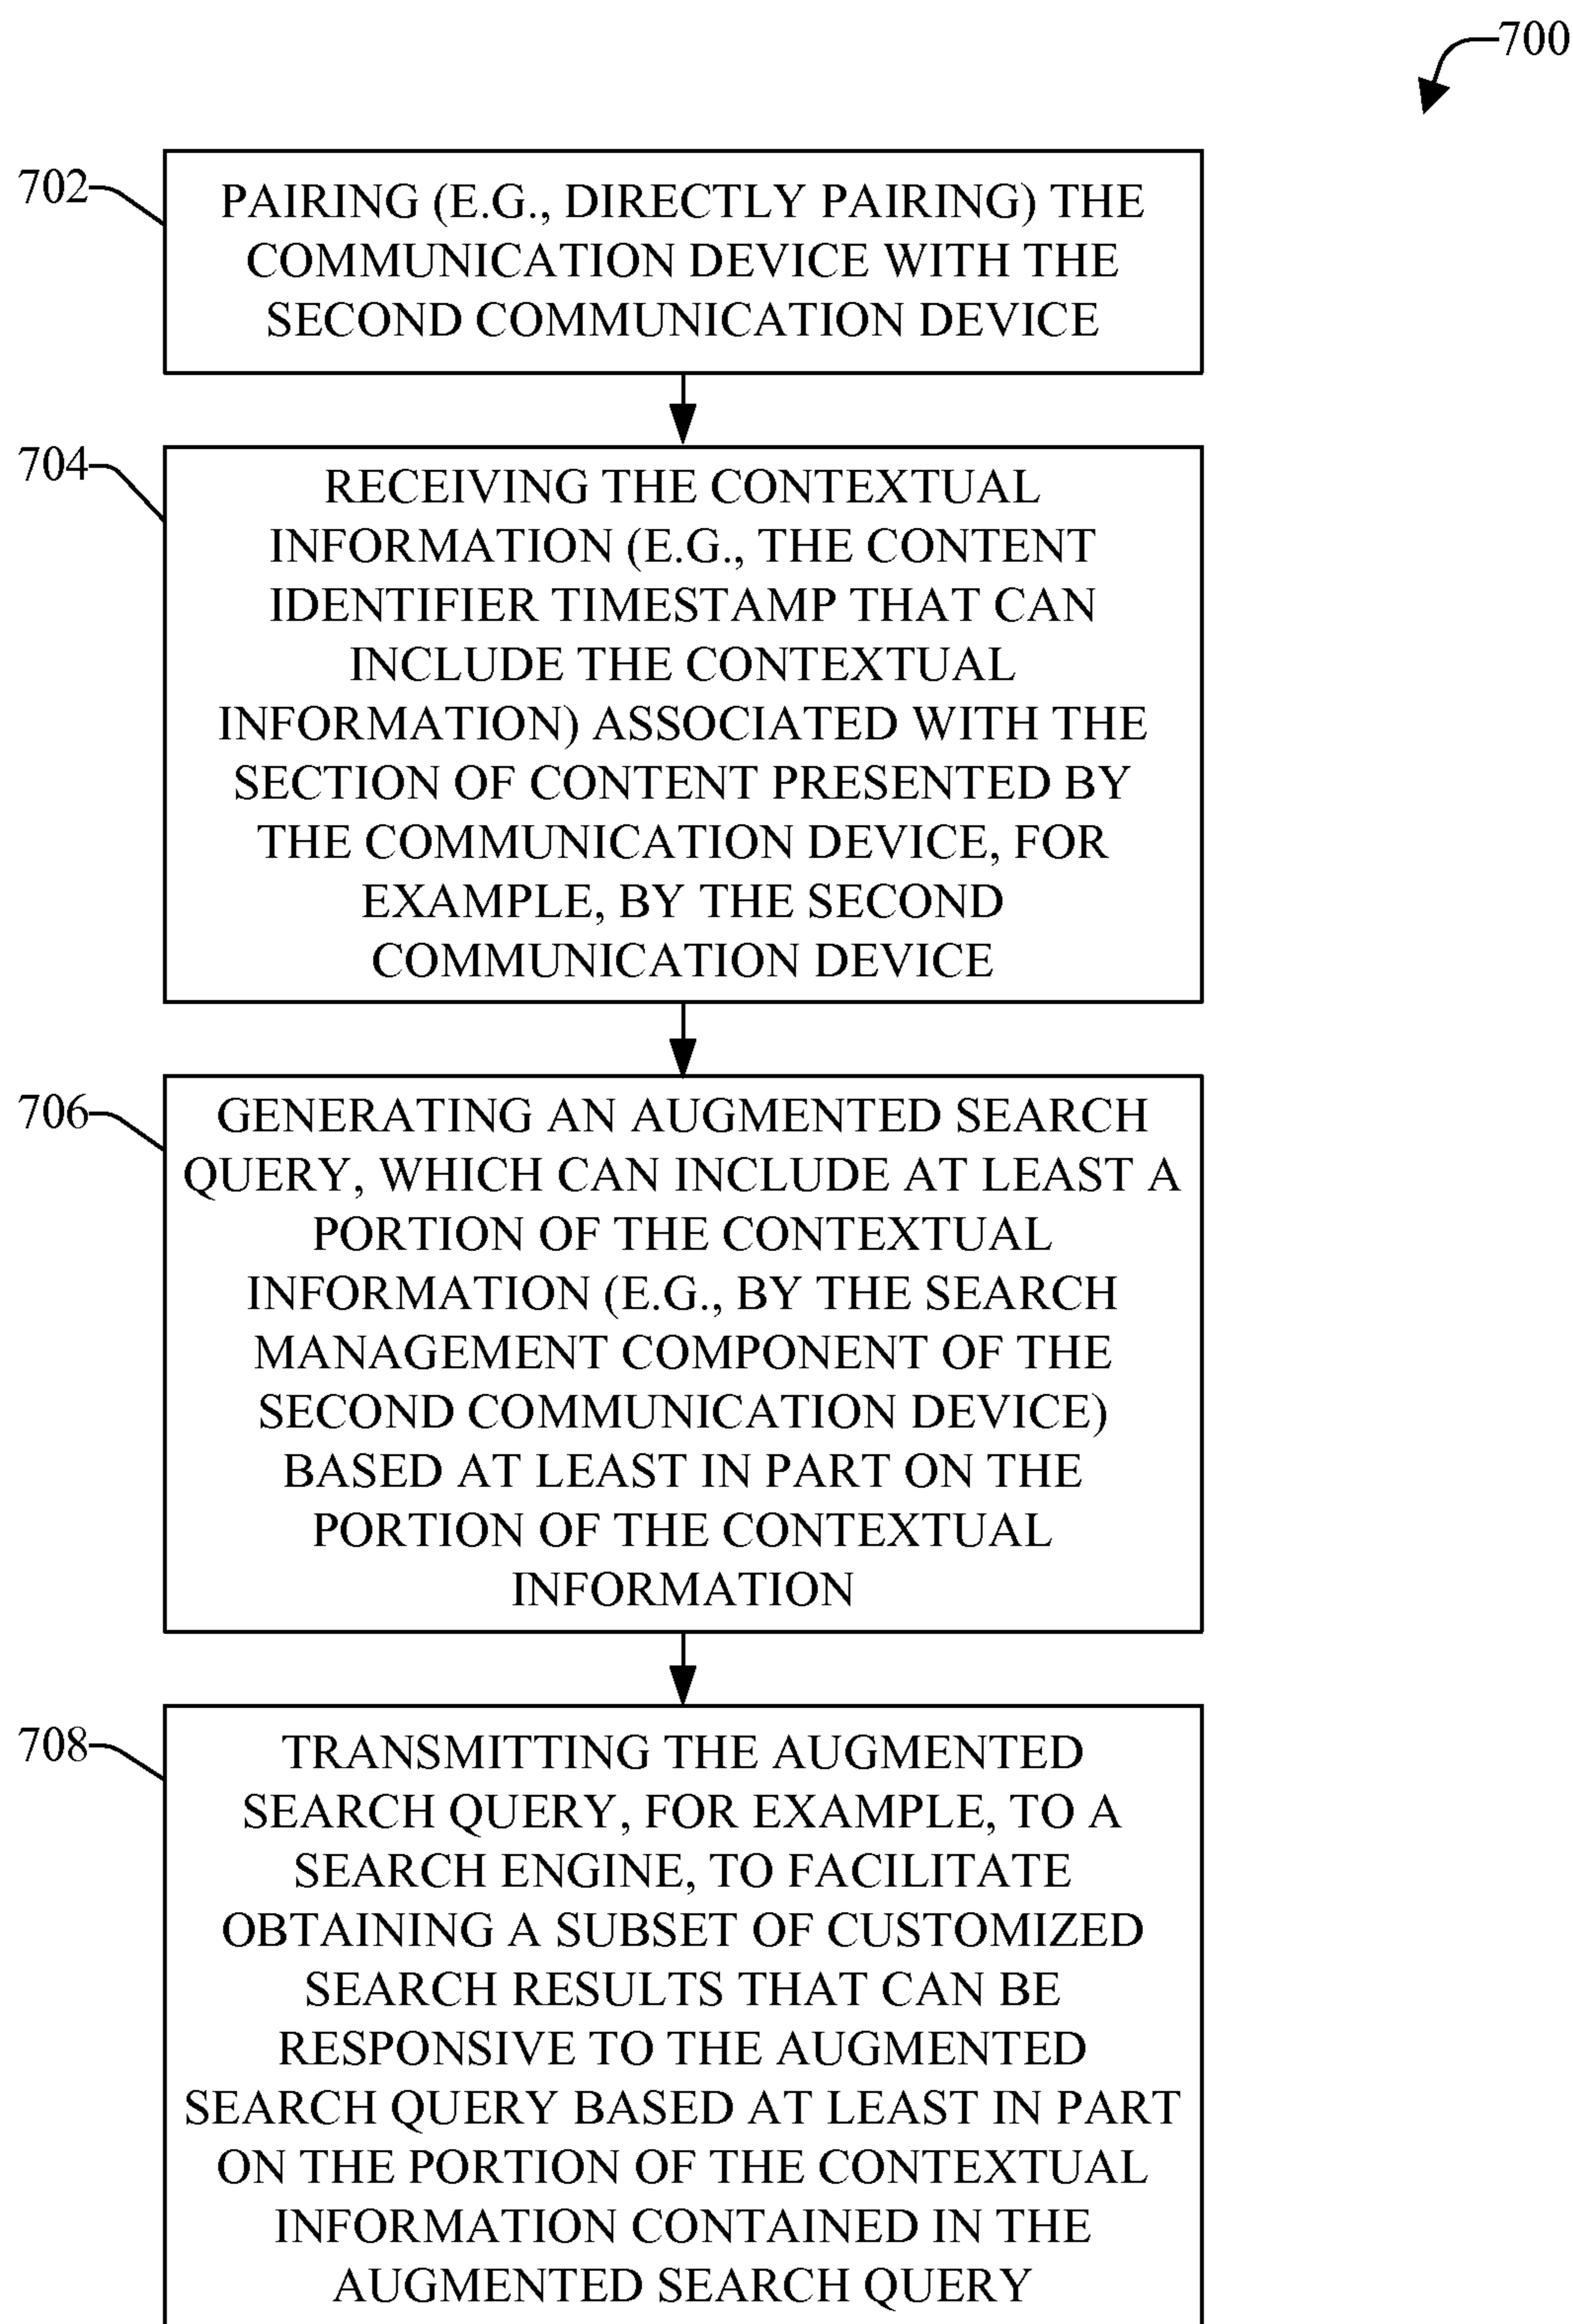 700
702
PAIRING (E.G., DIRECTLY PAIRING) THE
COMMUNICATION DEVICE WITH THE
SECOND COMMUNICATION DEVICE
704
RECEIVING THE CONTEXTUAL
INFORMATION (E.G., THE CONTENT
IDENTIFIER TIMESTAMP THAT CAN
INCLUDE THE CONTEXTUAL
INFORMATION) ASSOCIATED WITH THE
SECTION OF CONTENT PRESENTED BY
THE COMMUNICATION DEVICE, FOR
EXAMPLE, BY THE SECOND
COMMUNICATION DEVICE
706
GENERATING AN AUGMENTED SEARCH
QUERY, WHICH CAN INCLUDE AT LEAST A
PORTION OF THE CONTEXTUAL
INFORMATION (E.G., BY THE SEARCH
MANAGEMENT COMPONENT OF THE
SECOND COMMUNICATION DEVICE)
BASED AT LEAST IN PART ON THE
PORTION OF THE CONTEXTUAL
INFORMATION
708
TRANSMITTING THE AUGMENTED
SEARCH QUERY, FOR EXAMPLE, TO A
SEARCH ENGINE, TO FACILITATE
OBTAINING A SUBSET OF CUSTOMIZED
SEARCH RESULTS THAT CAN BE
RESPONSIVE TO THE AUGMENTED
SEARCH QUERY BASED AT LEAST IN PART
ON THE PORTION OF THE CONTEXTUAL
INFORMATION CONTAINED IN THE
AUGMENTED SEARCH QUERY